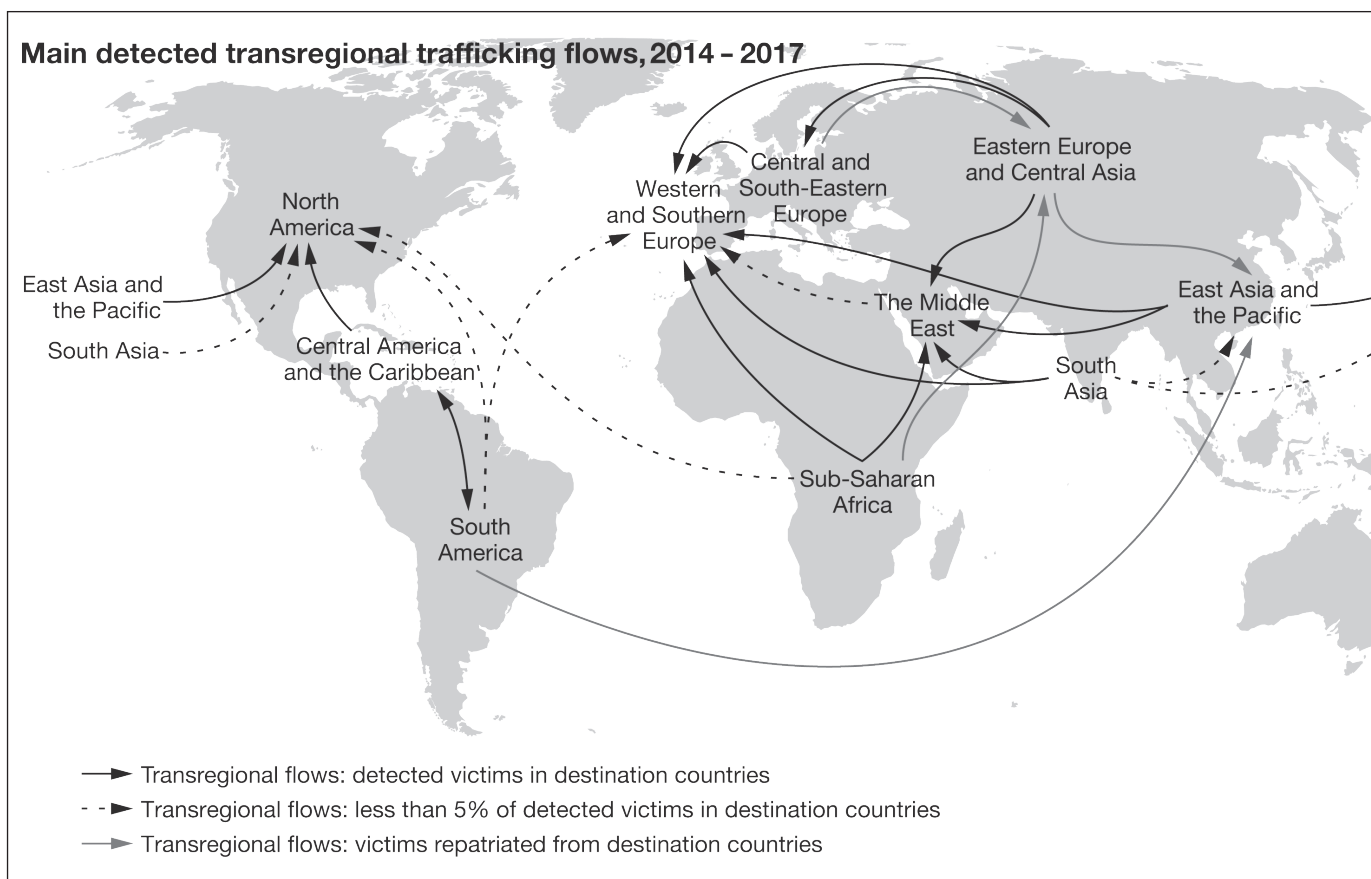 Main detected transregional trafficking flows, 2014 – 2017
Eastern Europe
and Central Asia
Central and
South-Eastern
Europe
Western
and Southern
Europe
North
America
East Asia and
the Pacific
South Asia
Central America
and the Caribbean
The Middle
East
East Asia and
the Pacific
South
Asia
Sub-Saharan
Africa
South
America
Transregional flows: detected victims in destination countries
Transregional flows: less than 5% of detected victims in destination countries
Transregional flows: victims repatriated from destination countries